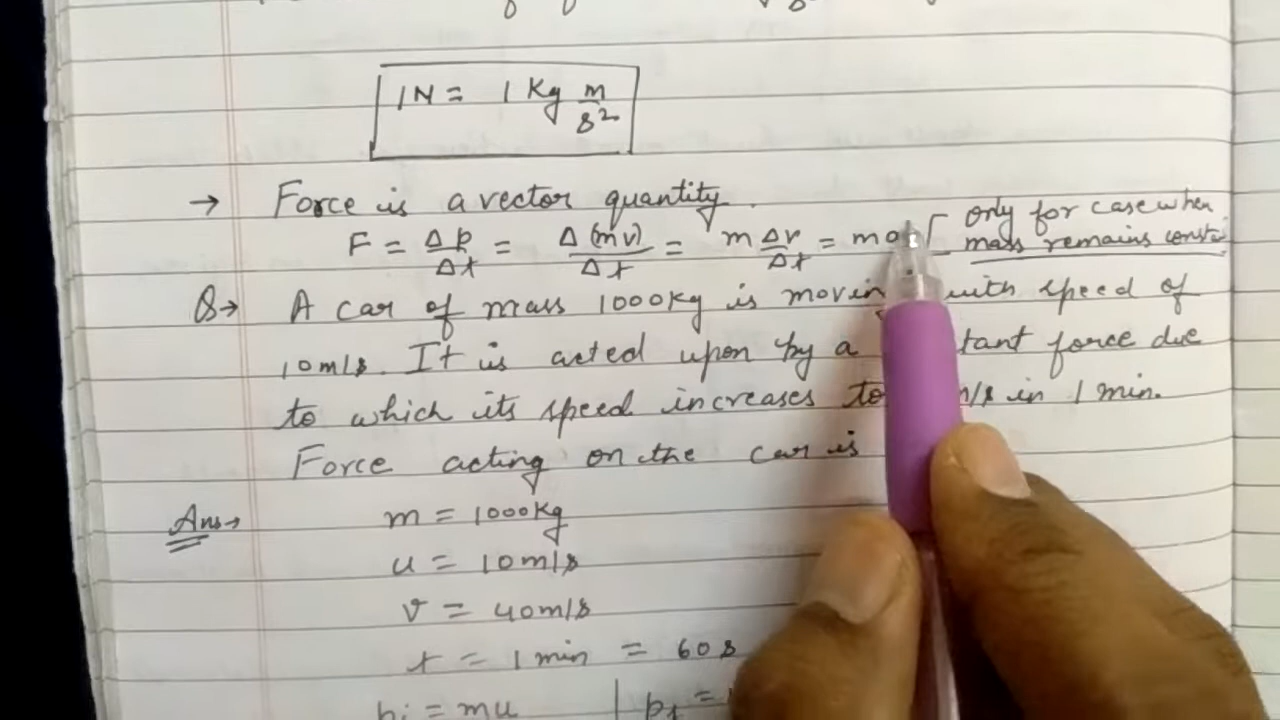 1N = 1 Kg m/s²
→ Force is a vector quantity.
F = Δp/Δt = Δ(mv)/Δt = m Δv/Δt = ma [only for case when
mass remains
Q→ A car of mass 1000kg is moving with speed of
10m/s. It is acted upon by a force due
to which its speed increases to m/s in 1 min.
Force acting on the car is
Ans→
m = 1000kg
u = 10m/s
v = 40m/s
t = 1 min = 60s
pi = mu | pf =